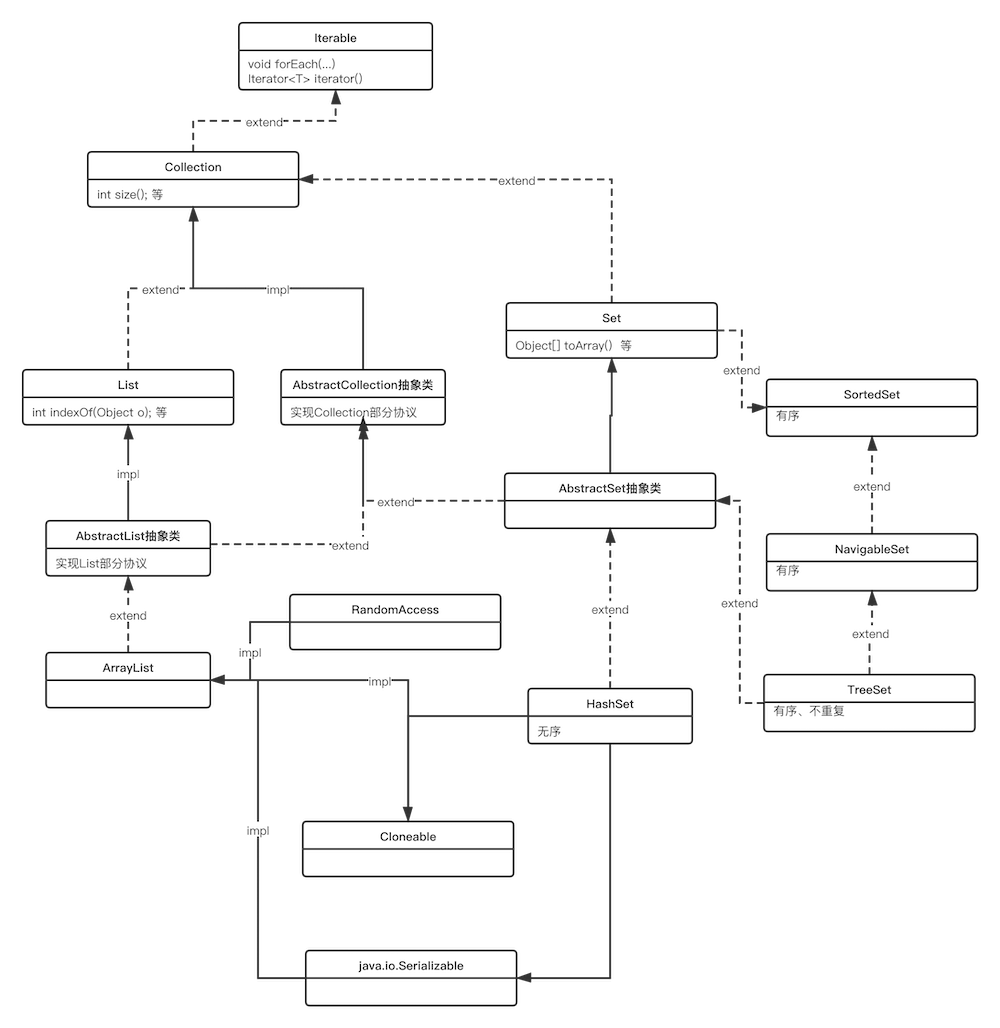 Iterable
void forEach(...)
Iterator<T> iterator()
extend
Collection
int size(); 等
extend
extend
impl
Set
Object[] toArray() 等
extend
List
int indexOf(Object o); 等
AbstractCollection抽象类
实现Collection部分协议
SortedSet
有序
impl
extend
AbstractSet抽象类
extend
extend
AbstractList抽象类
实现List部分协议
NavigableSet
有序
extend
RandomAccess
extend
extend
extend
impl
ArrayList
impl
HashSet
无序
TreeSet
有序、不重复
impl
Cloneable
java.io.Serializable